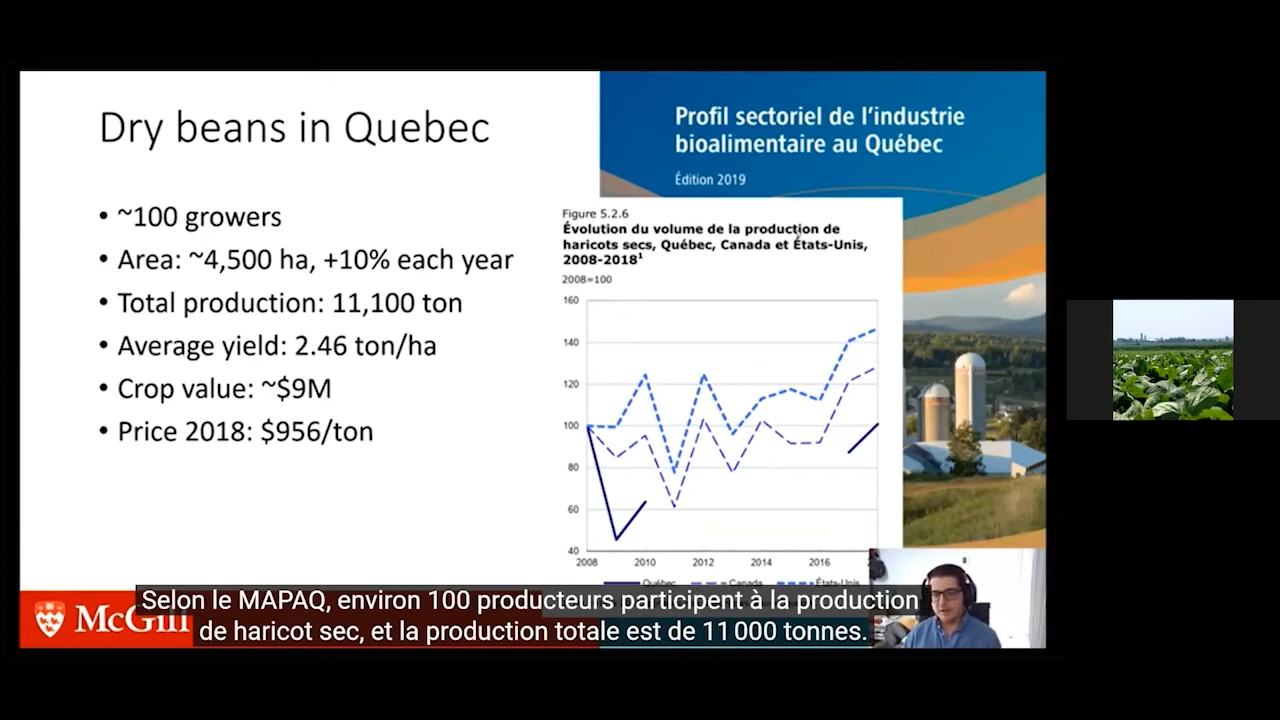 Dry beans in Quebec
• ~100 growers
• Area: ~4,500 ha, +10% each year
• Total production: 11,100 ton
• Average yield: 2.46 ton/ha
• Crop value: ~$9M
• Price 2018: $956/ton
Profil sectoriel de l'industrie
bioalimentaire au Québec
Édition 2019
Figure 5.2.6
Évolution du volume de la production de
haricots secs, Québec, Canada et États-Unis,
2008-2018¹
2008=100
160
140
120
100
80
60
40
2008 2010 2012 2014 2016
Québec Canada États-Unis
McGill
Selon le MAPAQ, environ 100 producteurs participent à la production
de haricot sec, et la production totale est de 11 000 tonnes.